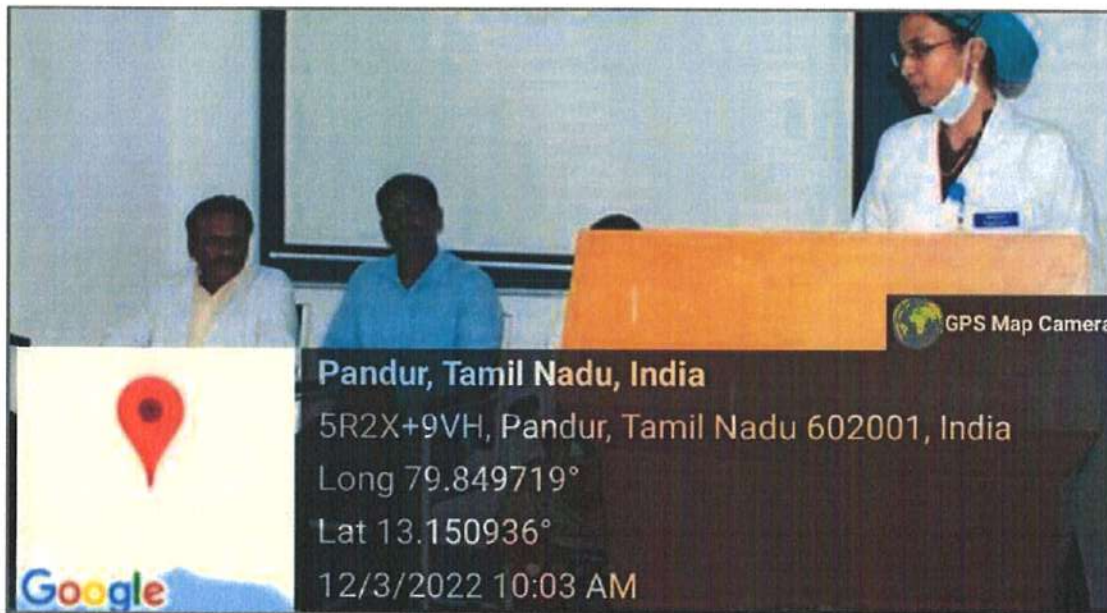 GPS Map Camera
Pandur, Tamil Nadu, India
5R2X+9VH, Pandur, Tamil Nadu 602001, India
Long 79.849719°
Lat 13.150936°
12/3/2022 10:03 AM
Google